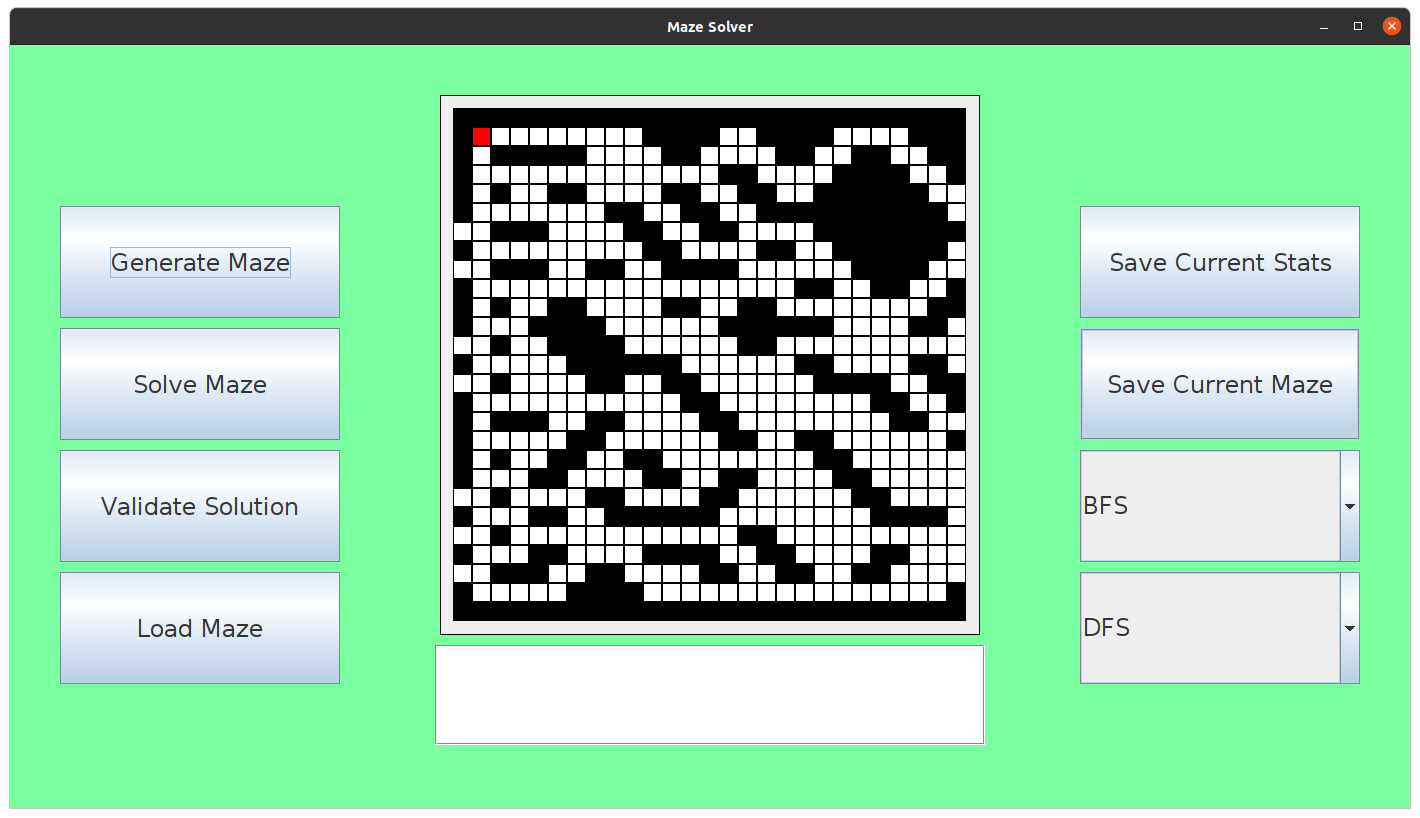 Maze Solver
Generate Maze
Solve Maze
Validate Solution
Load Maze
Save Current Stats
Save Current Maze
BFS
DFS